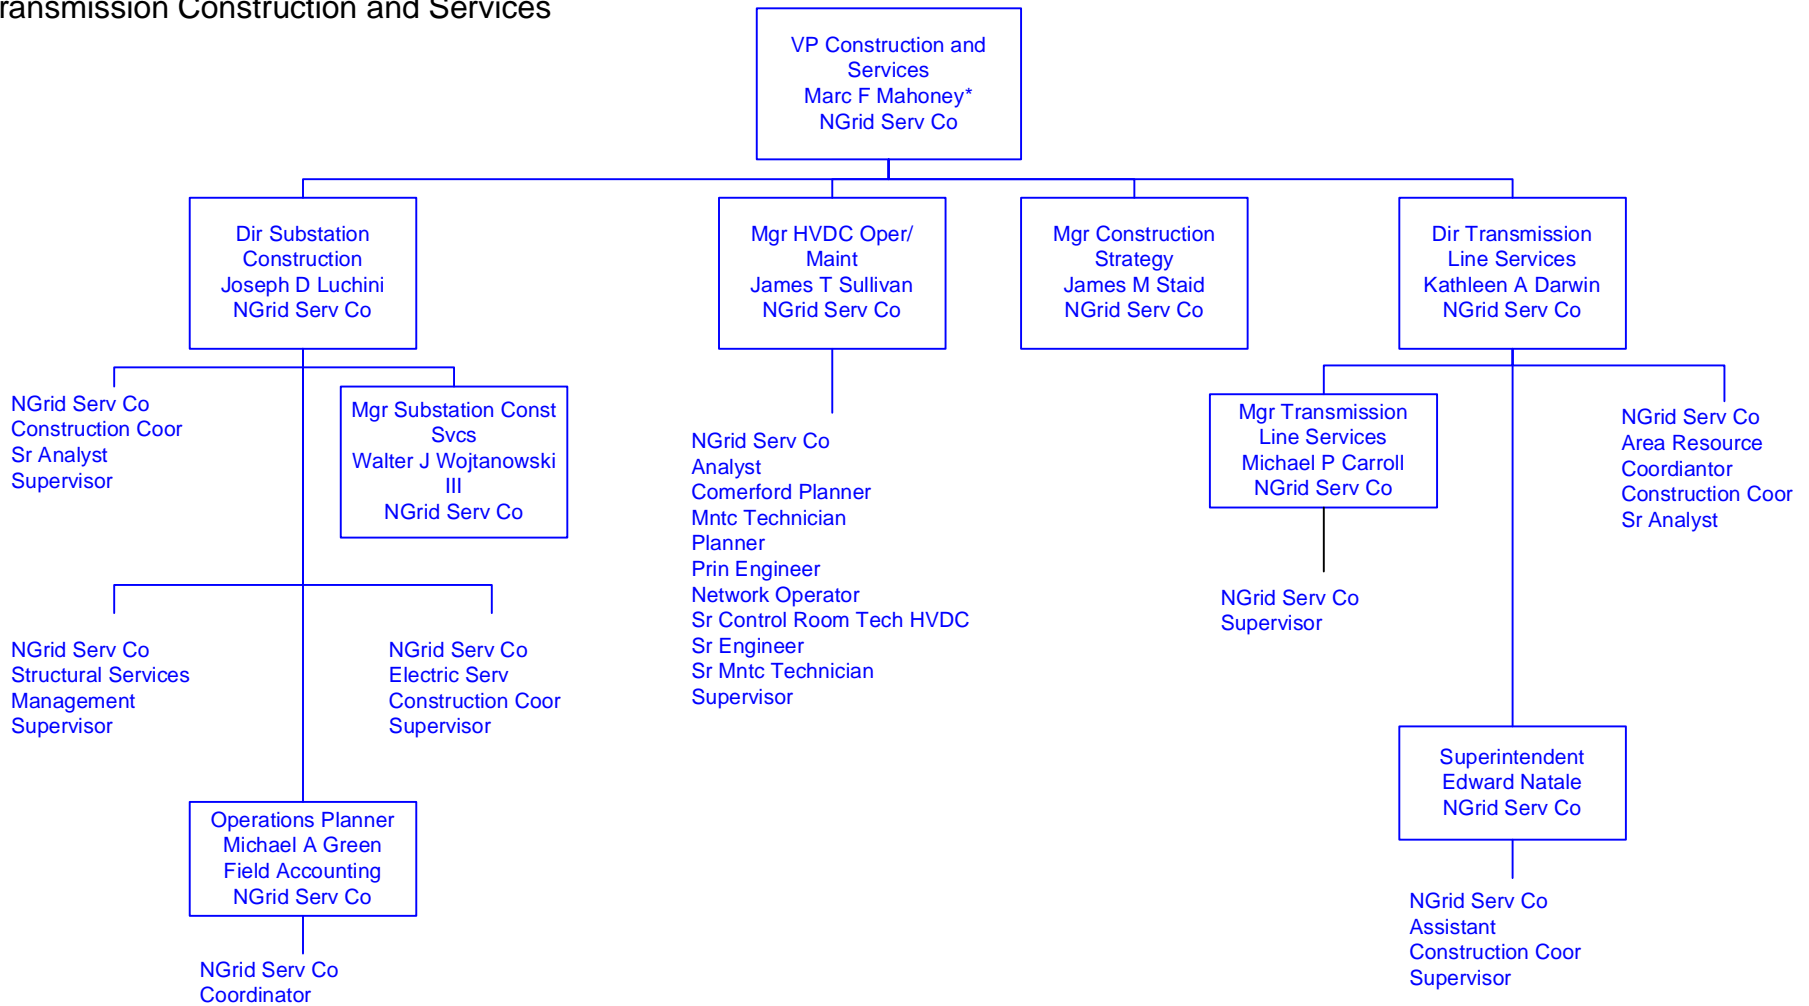 ransmission Construction and Services
VP Construction and
Services
Marc F Mahoney*
NGrid Serv Co
Dir Substation
Construction
Joseph D Luchini
NGrid Serv Co
Mgr HVDC Oper/
Maint
James T Sullivan
NGrid Serv Co
Mgr Construction
Strategy
James M Staid
NGrid Serv Co
Dir Transmission
Line Services
Kathleen A Darwin
NGrid Serv Co
NGrid Serv Co
Construction Coor
Sr Analyst
Supervisor
Mgr Substation Const
Svcs
Walter J Wojtanowski
III
NGrid Serv Co
NGrid Serv Co
Analyst
Comerford Planner
Mntc Technician
Planner
Prin Engineer
Network Operator
Sr Control Room Tech HVDC
Sr Engineer
Sr Mntc Technician
Supervisor
Mgr Transmission
Line Services
Michael P Carroll
NGrid Serv Co
NGrid Serv Co
Area Resource
Coordiantor
Construction Coor
Sr Analyst
NGrid Serv Co
Supervisor
NGrid Serv Co
Structural Services
Management
Supervisor
NGrid Serv Co
Electric Serv
Construction Coor
Supervisor
Superintendent
Edward Natale
NGrid Serv Co
Operations Planner
Michael A Green
Field Accounting
NGrid Serv Co
NGrid Serv Co
Assistant
Construction Coor
Supervisor
NGrid Serv Co
Coordinator